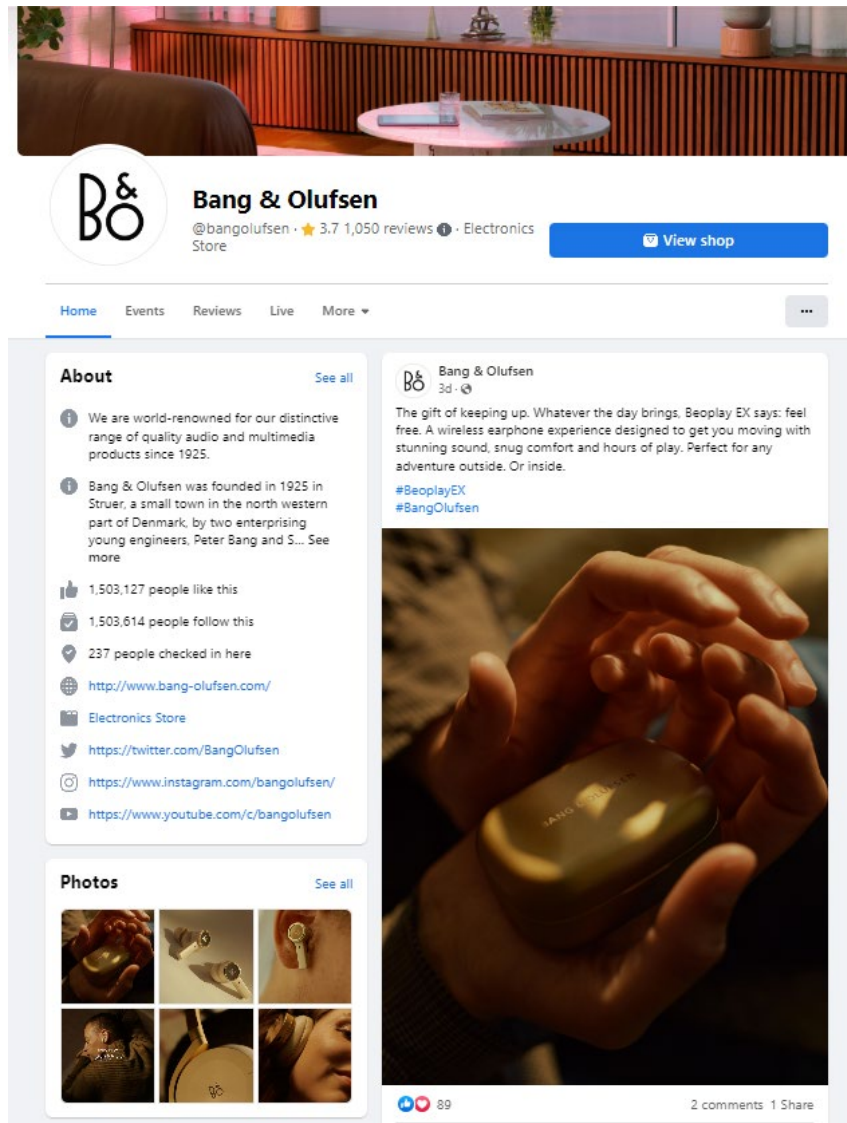 B&O
Bang & Olufsen
@bangolufsen · 3.7 1,050 reviews · Electronics
Store
View shop
Home Events Reviews Live More
...
About
See all
We are world-renowned for our distinctive
range of quality audio and multimedia
products since 1925.
Bang & Olufsen was founded in 1925 in
Struer, a small town in the north western
part of Denmark, by two enterprising
young engineers, Peter Bang and S... See
more
1,503,127 people like this
1,503,614 people follow this
237 people checked in here
http://www.bang-olufsen.com/
Electronics Store
https://twitter.com/BangOlufsen
https://www.instagram.com/bangolufsen/
https://www.youtube.com/c/bangolufsen
Photos
See all
B&O
B&O
Bang & Olufsen
3d ·
The gift of keeping up. Whatever the day brings, Beoplay EX says: feel
free. A wireless earphone experience designed to get you moving with
stunning sound, snug comfort and hours of play. Perfect for any
adventure outside. Or inside.
#BeoplayEX
#BangOlufsen
BANG & OLUFSEN
89
2 comments 1 Share